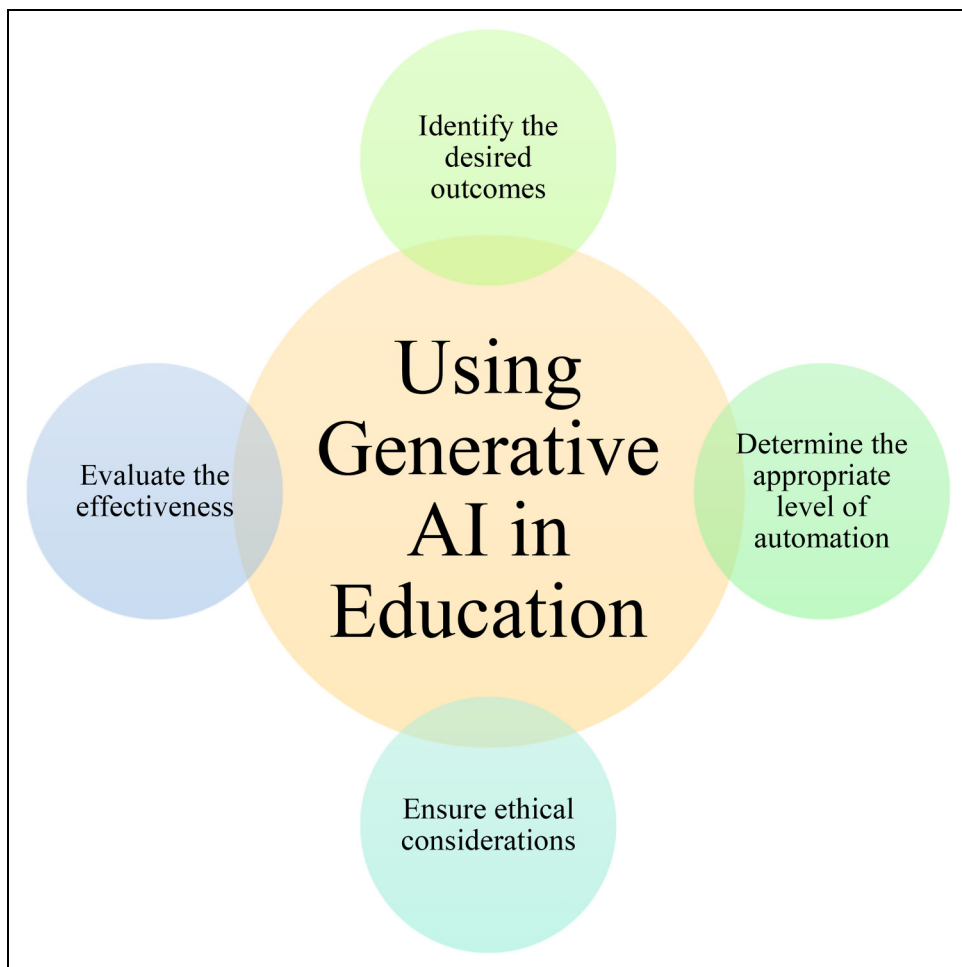 Identify the
desired
outcomes
Using
Generative
AI in
Education
Determine the
appropriate
level of
automation
Ensure ethical
considerations
Evaluate the
effectiveness